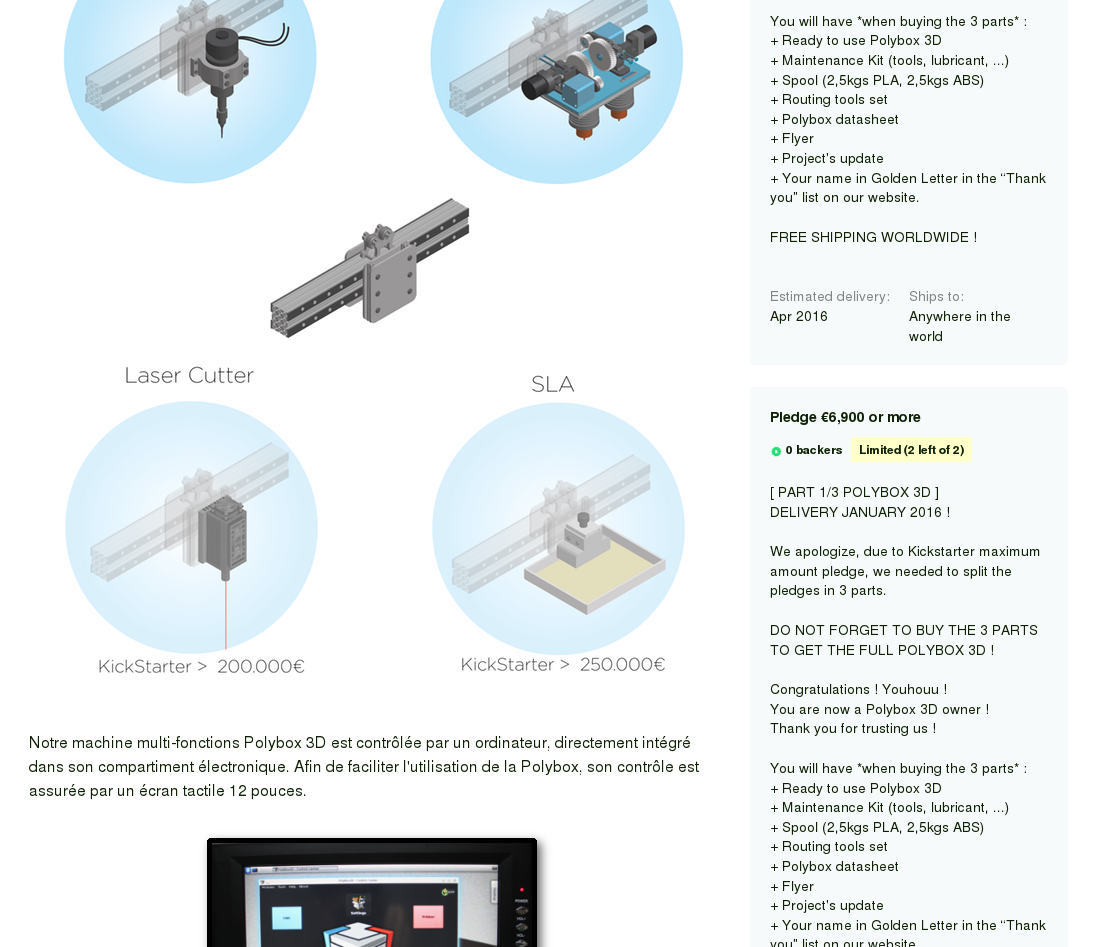 Laser Cutter
SLA
KickStarter > 200.000€
KickStarter > 250.000€
Notre machine multi-fonctions Polybox 3D est contrôlée par un ordinateur, directement intégré
dans son compartiment électronique. Afin de faciliter l'utilisation de la Polybox, son contrôle est
assurée par un écran tactile 12 pouces.
Settings
You will have *when buying the 3 parts* :
+ Ready to use Polybox 3D
+ Maintenance Kit (tools, lubricant, ...)
+ Spool (2,5kgs PLA, 2,5kgs ABS)
+ Routing tools set
+ Polybox datasheet
+ Flyer
+ Project's update
+ Your name in Golden Letter in the “Thank
you” list on our website.
FREE SHIPPING WORLDWIDE !
Estimated delivery:
Apr 2016
Ships to:
Anywhere in the
world
Pledge €6,900 or more
0 backers
Limited (2 left of 2)
[ PART 1/3 POLYBOX 3D ]
DELIVERY JANUARY 2016 !
We apologize, due to Kickstarter maximum
amount pledge, we needed to split the
pledges in 3 parts.
DO NOT FORGET TO BUY THE 3 PARTS
TO GET THE FULL POLYBOX 3D !
Congratulations ! Youhouu !
You are now a Polybox 3D owner !
Thank you for trusting us !
You will have *when buying the 3 parts* :
+ Ready to use Polybox 3D
+ Maintenance Kit (tools, lubricant, ...)
+ Spool (2,5kgs PLA, 2,5kgs ABS)
+ Routing tools set
+ Polybox datasheet
+ Flyer
+ Project's update
+ Your name in Golden Letter in the “Thank
you” list on our website.